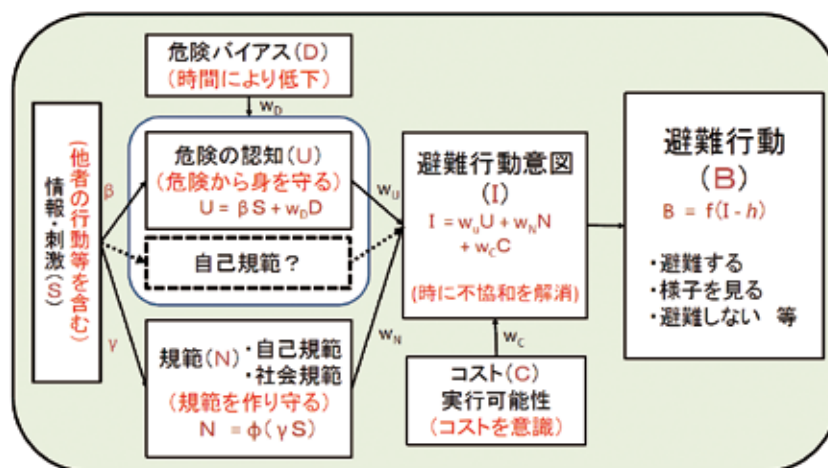 危険バイアス(D)
(時間により低下)
w_D
(他者の行動等を含む)
情報・刺激(S)
β
γ
危険の認知(U)
(危険から身を守る)
U = βS + w_D D
自己規範?
規範(N)・自己規範
・社会規範
(規範を作り守る)
N = φ(γS)
w_U
w_N
避難行動意図
(I)
I = w_u U + w_N N
+ w_C C
(時に不協和を解消)
w_C
コスト(C)
実行可能性
(コストを意識)
避難行動
(B)
B = f(I - h)
・避難する
・様子を見る
・避難しない 等